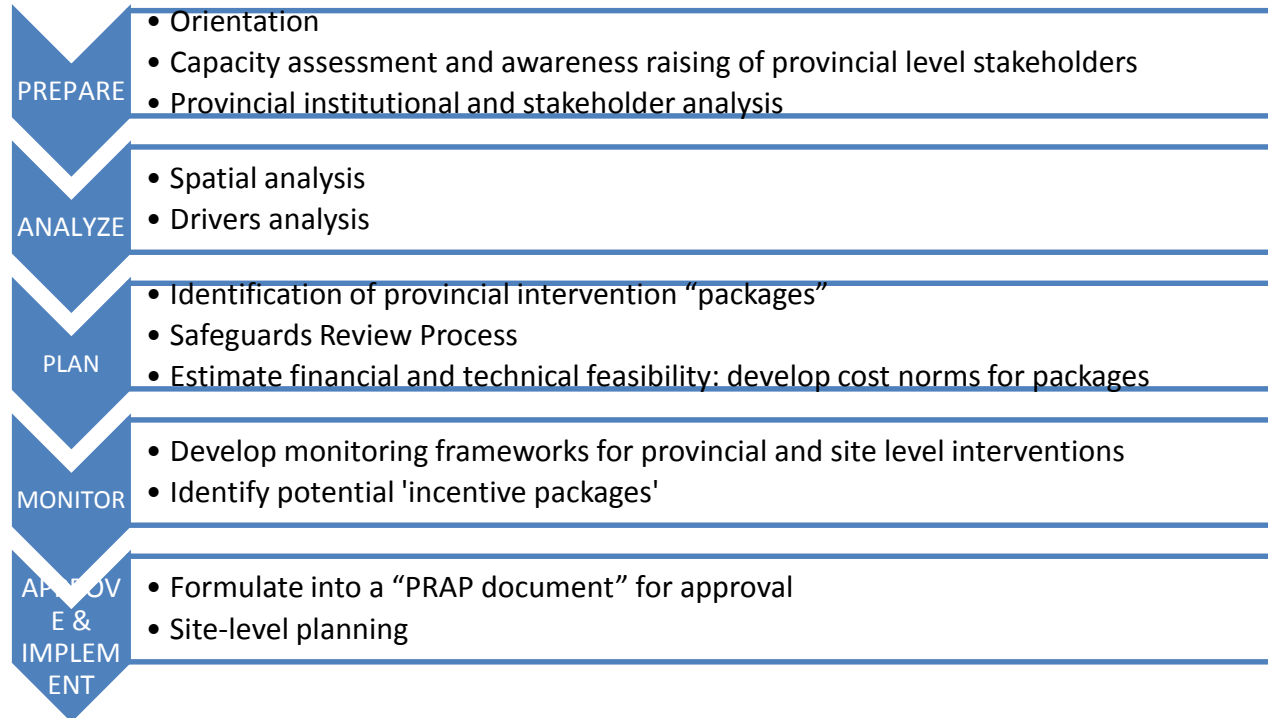 PREPARE
• Orientation
• Capacity assessment and awareness raising of provincial level stakeholders
• Provincial institutional and stakeholder analysis
ANALYZE
• Spatial analysis
• Drivers analysis
PLAN
• Identification of provincial intervention “packages”
• Safeguards Review Process
• Estimate financial and technical feasibility: develop cost norms for packages
MONITOR
• Develop monitoring frameworks for provincial and site level interventions
• Identify potential 'incentive packages'
APPROV
E &
IMPLEM
ENT
• Formulate into a “PRAP document” for approval
• Site-level planning